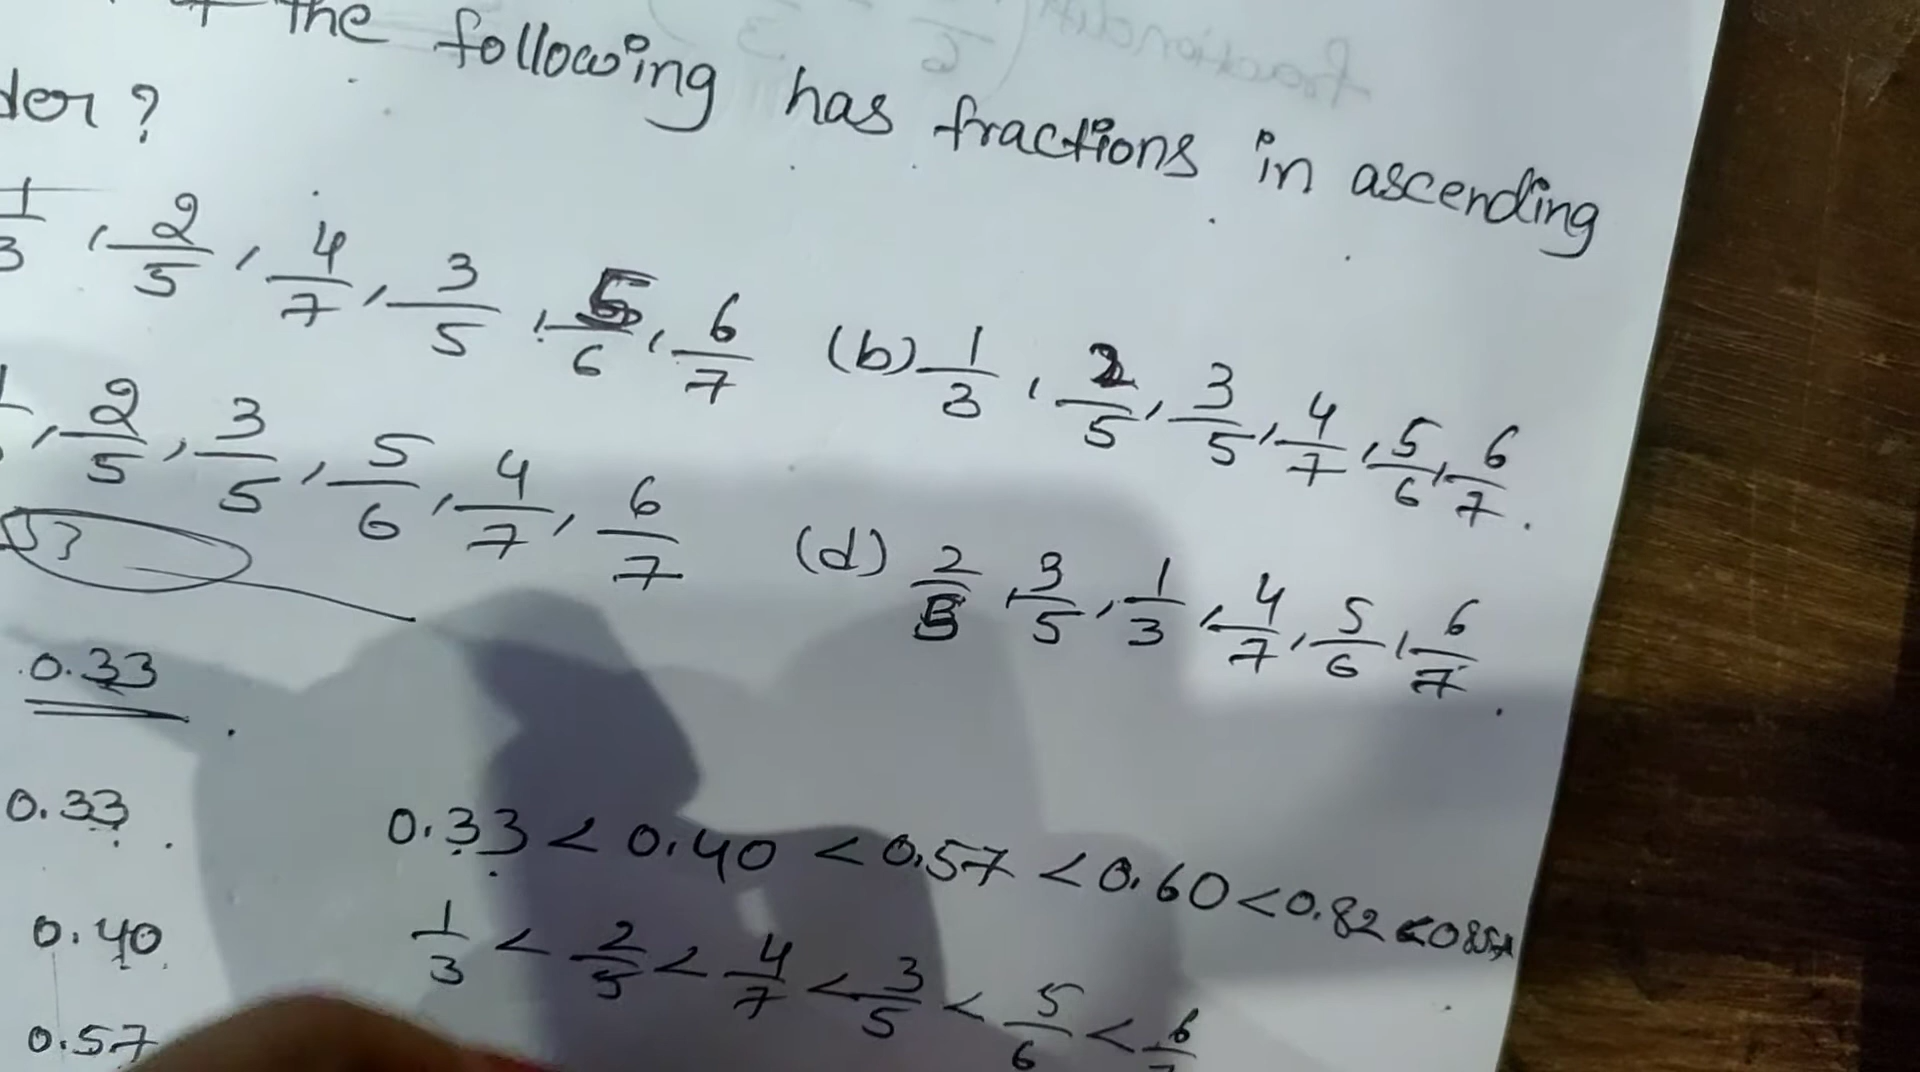 the following has fractions in ascending
der?
1/3, 2/5, 4/7, 3/5, 5/6, 6/7 (b) 1/3, 2/5, 3/5, 4/7, 5/6, 6/7.
, 2/5, 3/5, 5/6, 4/7, 6/7 (d) 2/5, 3/5, 1/3, 4/7, 5/6, 6/7.
0.33
0.33 0.33 < 0.40 < 0.57 < 0.60 < 0.82 <
0.40 1/3 < 2/5 < 4/7 < 3/5 < 5/6 <
0.57